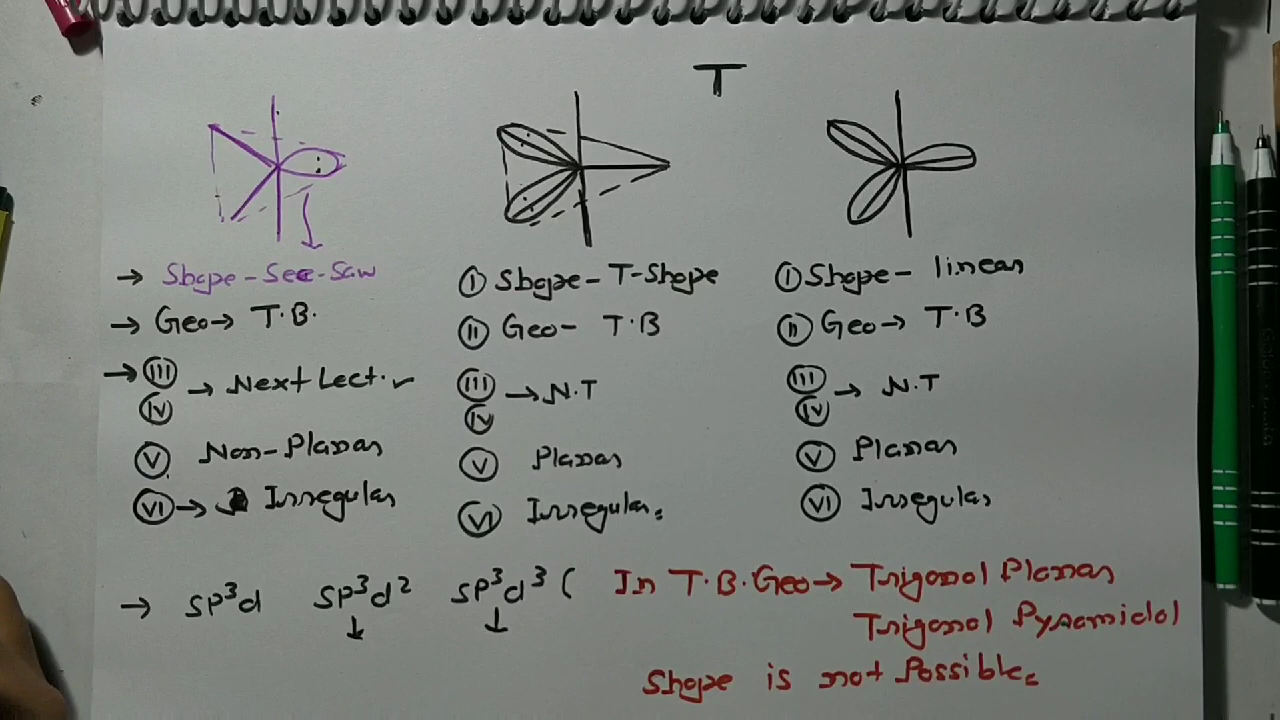 T
→ Shape-See-Saw
→ Geo→ T.B.
→ III
IV → Next Lect.
V Non-Planar
VI → Irregular
I Shape- T-Shape
II Geo- T.B
III
IV → N.T
V Planar
VI Irregular.
I Shape- linear
II Geo→ T.B
III
IV → N.T
V Planar
VI Irregular
→ sp³d sp³d² sp³d³ (
↓ ↓
In T.B. Geo→ Trigonal Planar
Trigonal Pyramidal
Shape is not Possible.